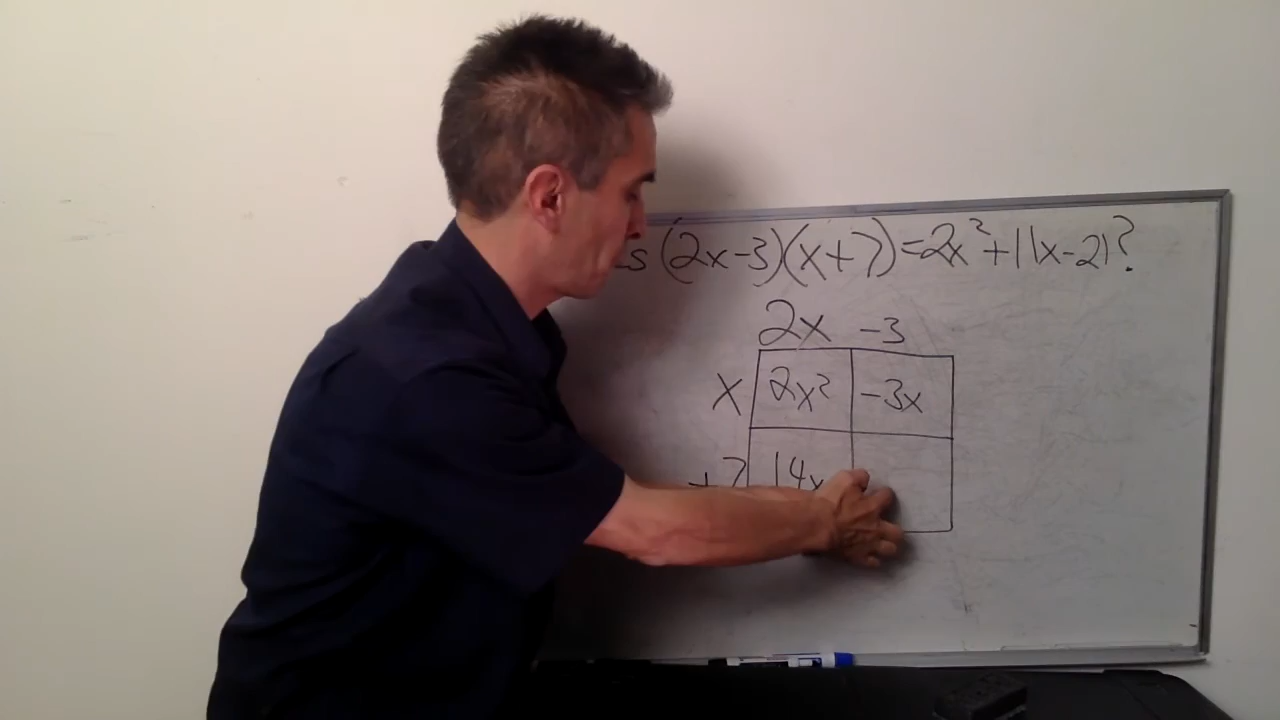 (2x-3)(x+7)=2x²+11x-21?
2x -3
x 2x² -3x
+7 14x